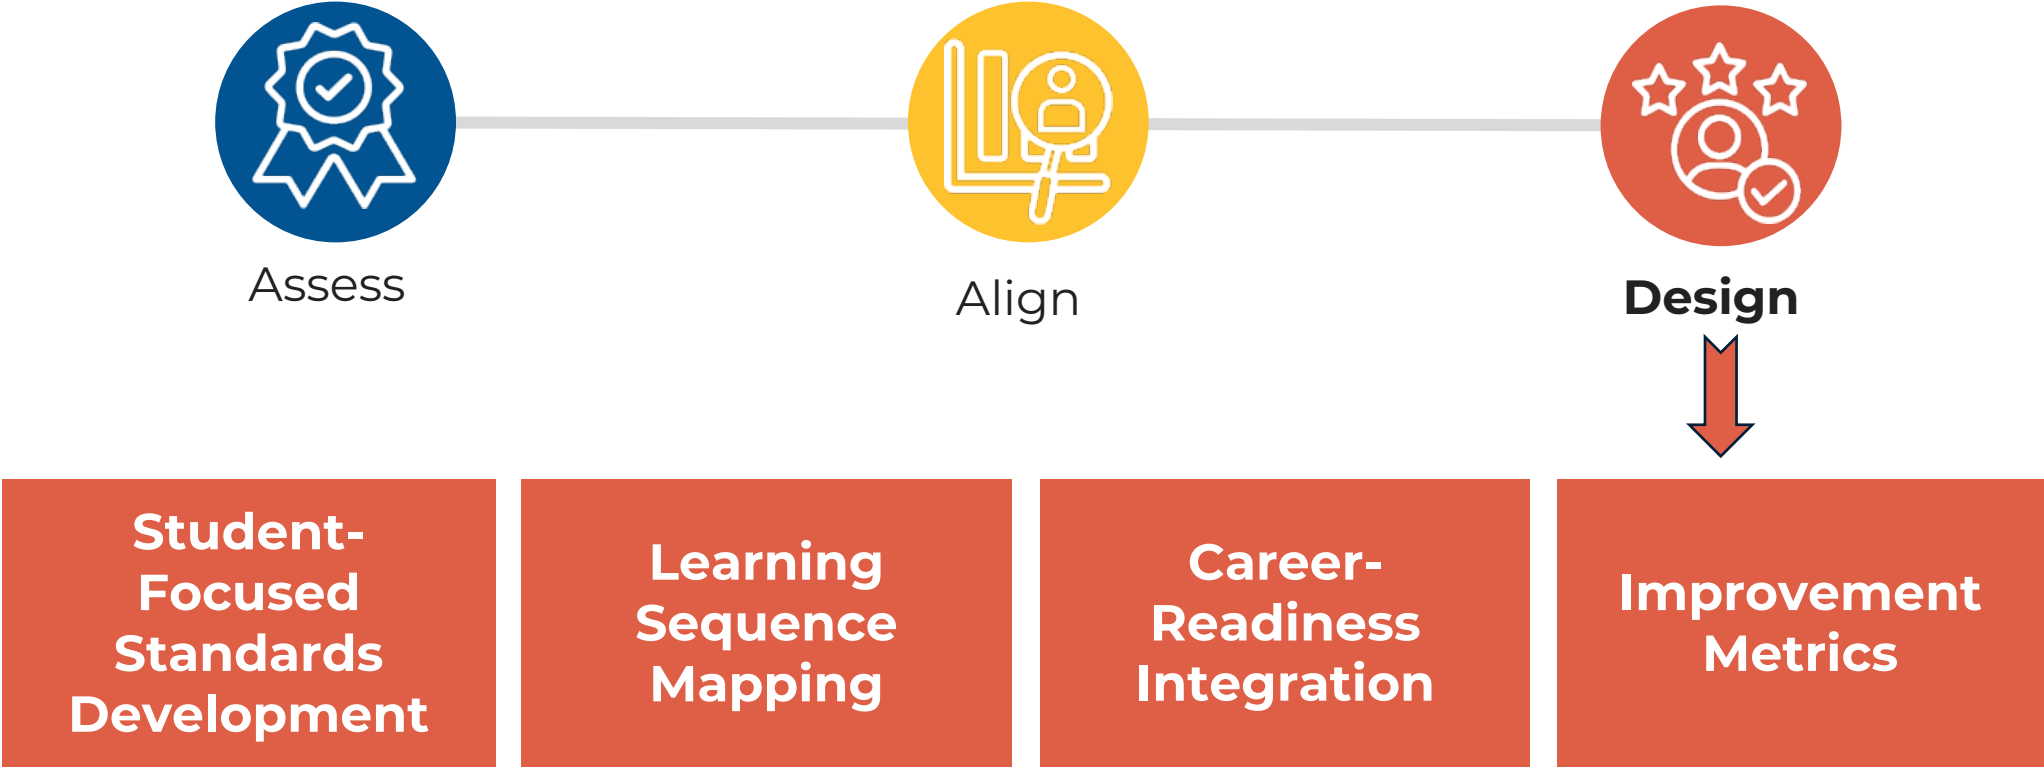 Assess
Align
Design
Student-
Focused
Standards
Development
Learning
Sequence
Mapping
Career-
Readiness
Integration
Improvement
Metrics